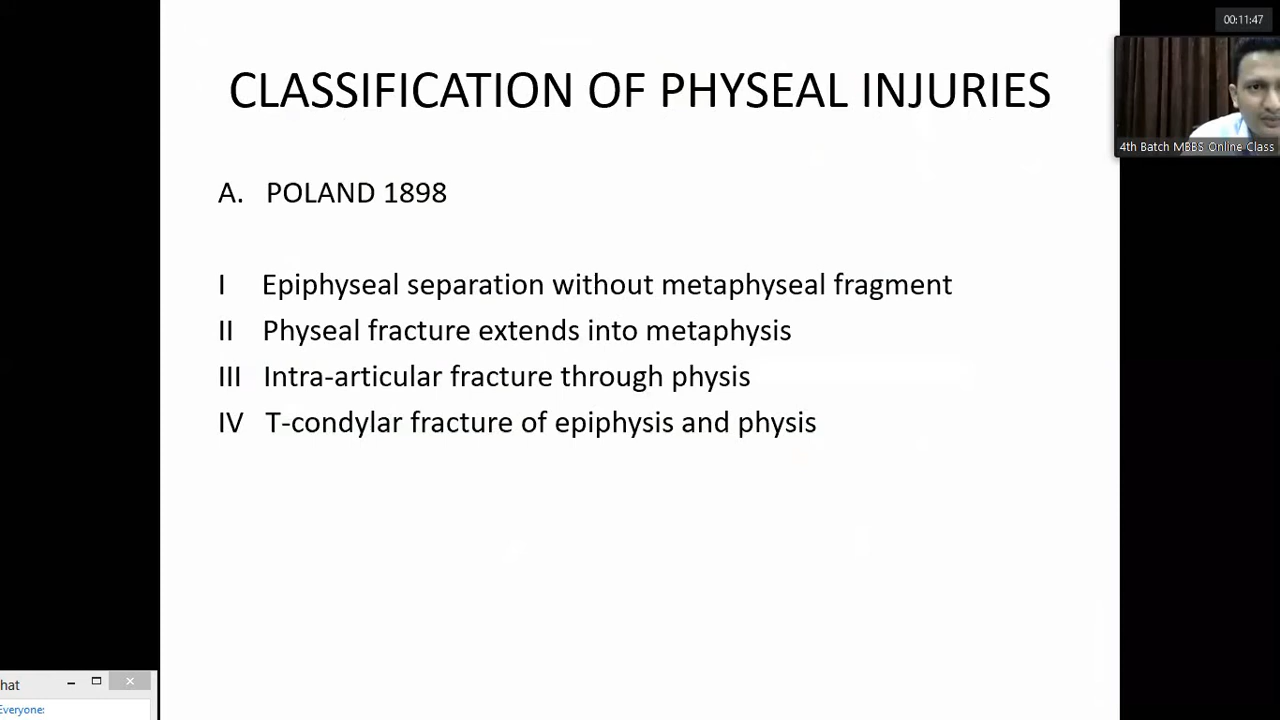 00:11:47
CLASSIFICATION OF PHYSEAL INJURIES
4th Batch MBBS Online Class
A. POLAND 1898
I Epiphyseal separation without metaphyseal fragment
II Physeal fracture extends into metaphysis
III Intra-articular fracture through physis
IV T-condylar fracture of epiphysis and physis
hat
Everyone: